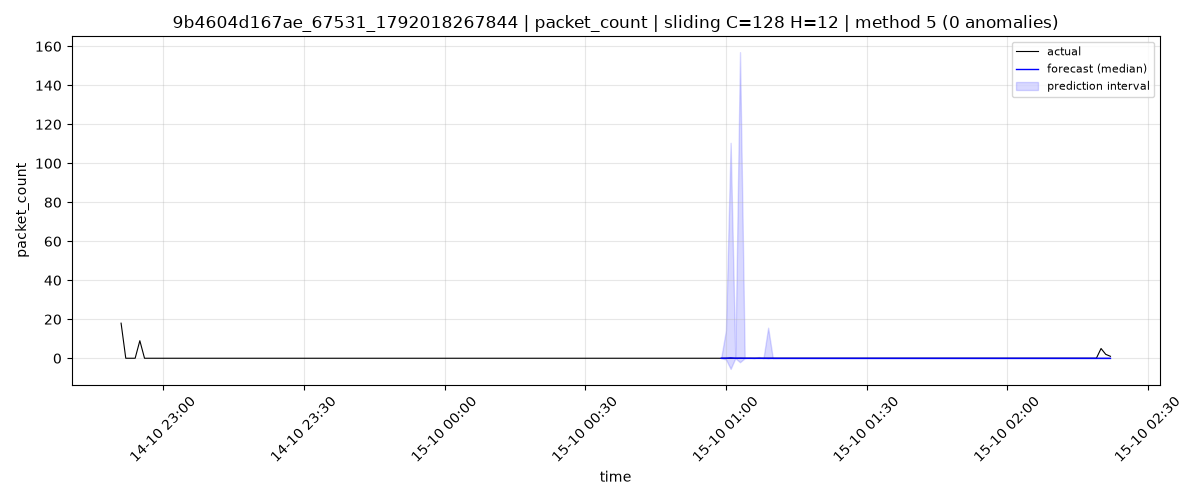 9b4604d167ae_67531_1792018267844 | packet_count | sliding C=128 H=12 | method 5 (0 anomalies)
actual
forecast (median)
prediction interval
160
140
120
100
80
60
40
20
0
packet_count
14-10 23:00
14-10 23:30
15-10 00:00
15-10 00:30
15-10 01:00
15-10 01:30
15-10 02:00
15-10 02:30
time